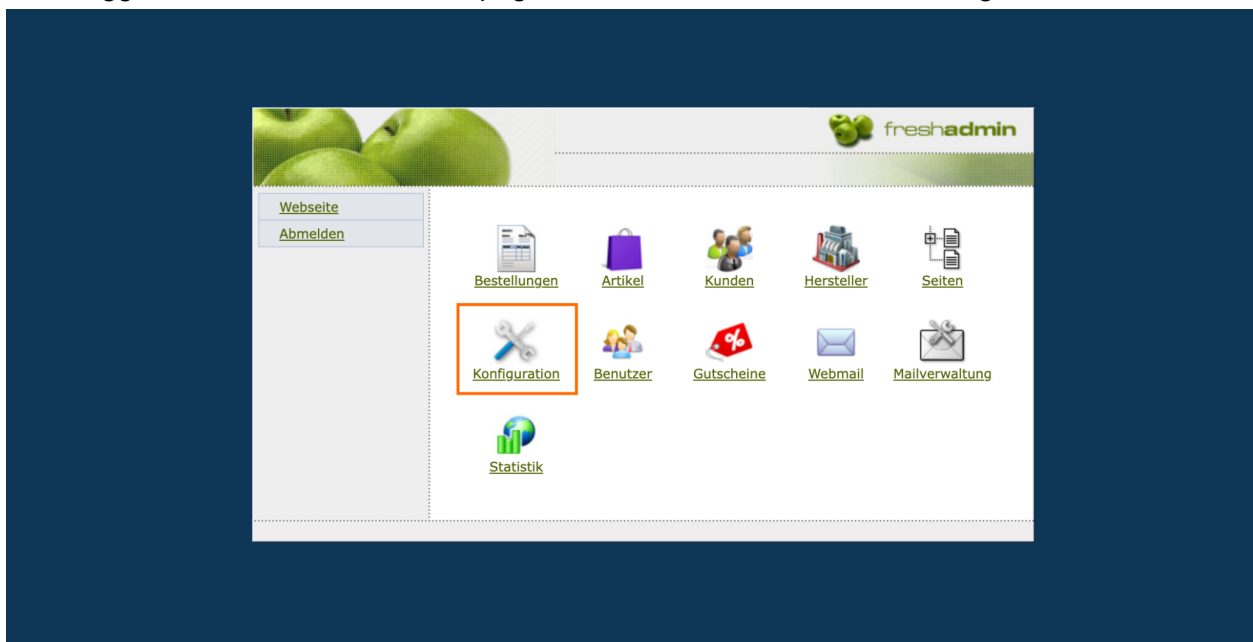 freshadmin
Webseite
Abmelden
Bestellungen Artikel Kunden Hersteller Seiten
Konfiguration Benutzer Gutscheine Webmail Mailverwaltung
Statistik